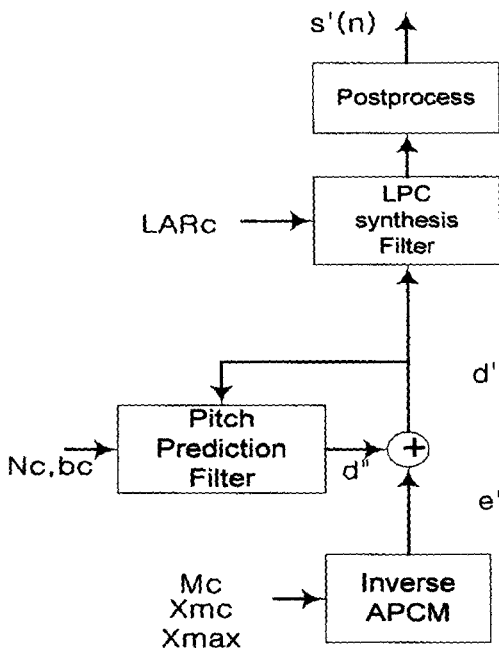 s'(n)
Postprocess
LPC
synthesis
Filter
LARc
d'
Pitch
Prediction
Filter
Nc,bc
d"
+
e'
Mc
Xmc
Xmax
Inverse
APCM